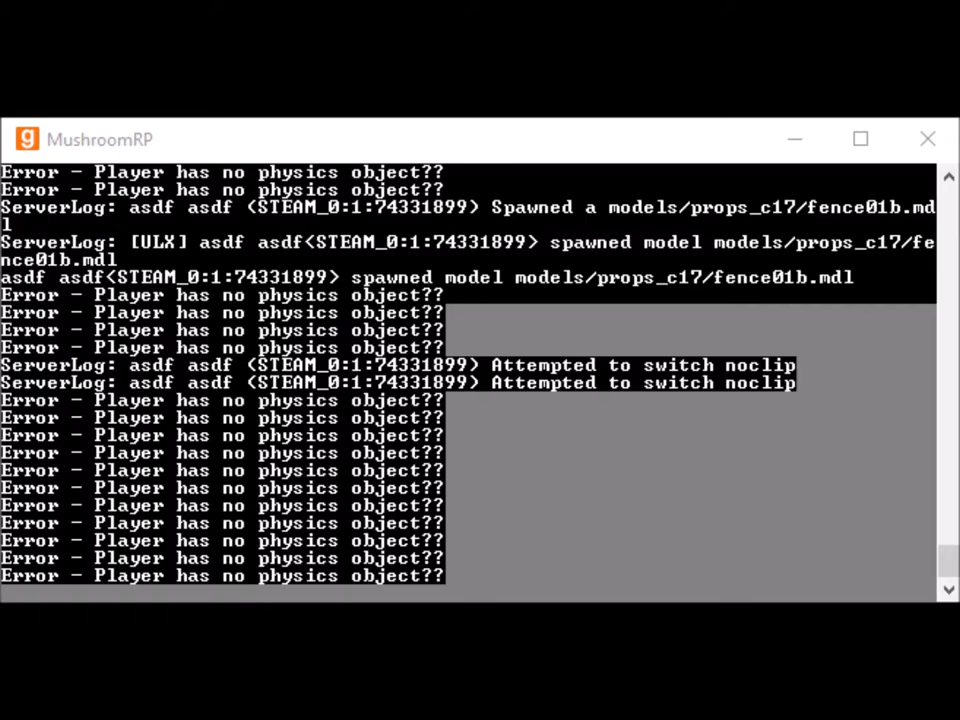 g MushroomRP
Error - Player has no physics object??
Error - Player has no physics object??
ServerLog: asdf asdf (STEAM_0:1:74331899) Spawned a models/props_c17/fence01b.md
l
ServerLog: [ULX] asdf asdf<STEAM_0:1:74331899> spawned model models/props_c17/fe
nce01b.mdl
asdf asdf<STEAM_0:1:74331899> spawned model models/props_c17/fence01b.mdl
Error - Player has no physics object??
Error - Player has no physics object??
Error - Player has no physics object??
Error - Player has no physics object??
ServerLog: asdf asdf (STEAM_0:1:74331899) Attempted to switch noclip
ServerLog: asdf asdf (STEAM_0:1:74331899) Attempted to switch noclip
Error - Player has no physics object??
Error - Player has no physics object??
Error - Player has no physics object??
Error - Player has no physics object??
Error - Player has no physics object??
Error - Player has no physics object??
Error - Player has no physics object??
Error - Player has no physics object??
Error - Player has no physics object??
Error - Player has no physics object??
Error - Player has no physics object??